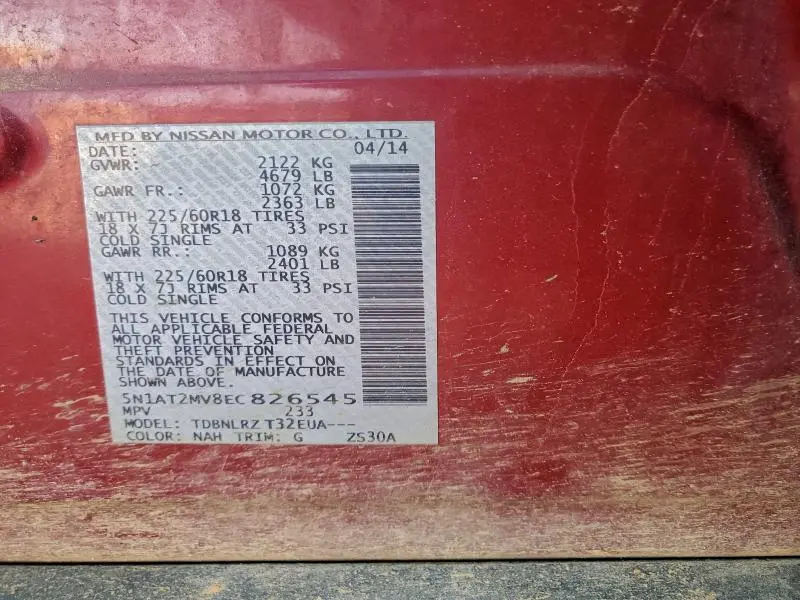 MFD BY NISSAN MOTOR CO., LTD.
DATE: 04/14
GVWR: - 2122 KG
4679 LB
GAWR FR.: 1072 KG
2363 LB
WITH 225/60R18 TIRES
18 X 7J RIMS AT 33 PSI
COLD SINGLE
GAWR RR.: 1089 KG
2401 LB
WITH 225/60R18 TIRES
18 X 7J RIMS AT 33 PSI
COLD SINGLE
THIS VEHICLE CONFORMS TO
ALL APPLICABLE FEDERAL
MOTOR VEHICLE SAFETY AND
THEFT PREVENTION
STANDARDS IN EFFECT ON
THE DATE OF MANUFACTURE
SHOWN ABOVE.
5N1AT2MV8EC 826545
MPV 233
MODEL: TDBNLRZ T32EUA---
COLOR: NAH TRIM: G ZS30A